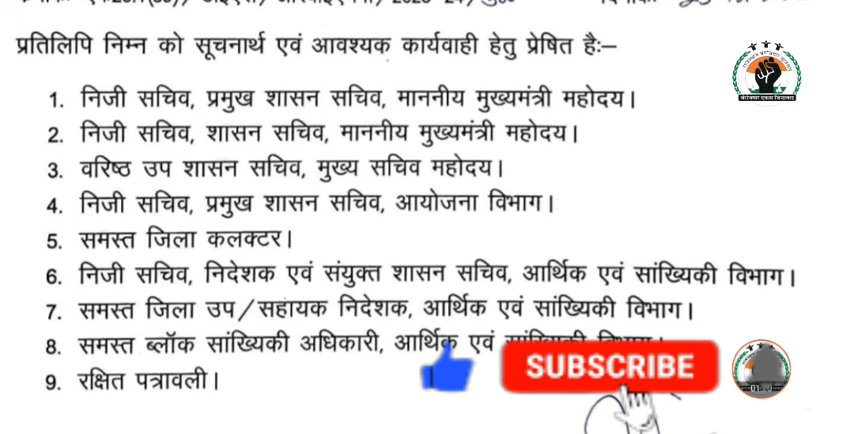 प्रतिलिपि निम्न को सूचनार्थ एवं आवश्यक कार्यवाही हेतु प्रेषित हैः–
1. निजी सचिव, प्रमुख शासन सचिव, माननीय मुख्यमंत्री महोदय।
2. निजी सचिव, शासन सचिव, माननीय मुख्यमंत्री महोदय।
3. वरिष्ठ उप शासन सचिव, मुख्य सचिव महोदय।
4. निजी सचिव, प्रमुख शासन सचिव, आयोजना विभाग।
5. समस्त जिला कलक्टर।
6. निजी सचिव, निदेशक एवं संयुक्त शासन सचिव, आर्थिक एवं सांख्यिकी विभाग।
7. समस्त जिला उप/सहायक निदेशक, आर्थिक एवं सांख्यिकी विभाग।
8. समस्त ब्लॉक सांख्यिकी अधिकारी, आर्थिक एवं
9. रक्षित पत्रावली।
SUBSCRIBE
01:20